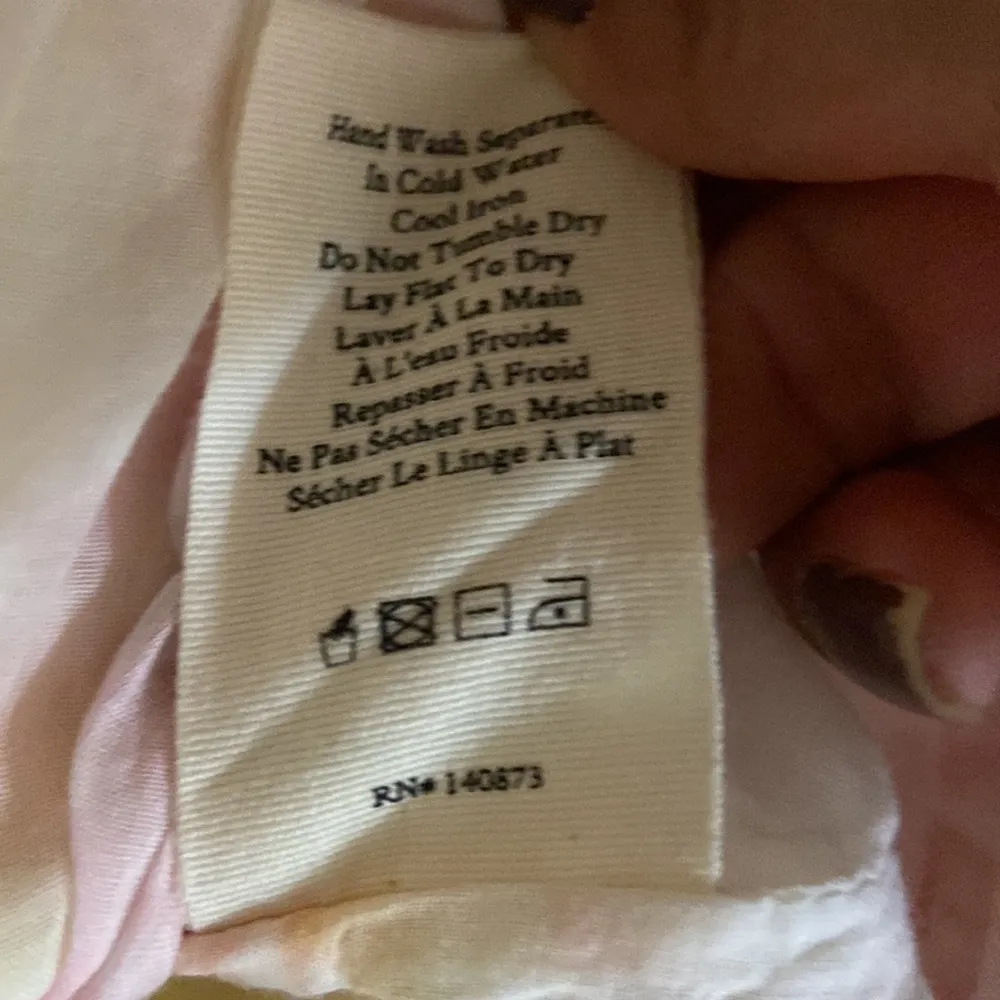 Hand Wash Separate
In Cold Water
Cool Iron
Do Not Tumble Dry
Lay Flat To Dry
Laver À La Main
À L'eau Froide
Repasser À Froid
Ne Pas Sécher En Machine
Sécher Le Linge À Plat
RN# 140873